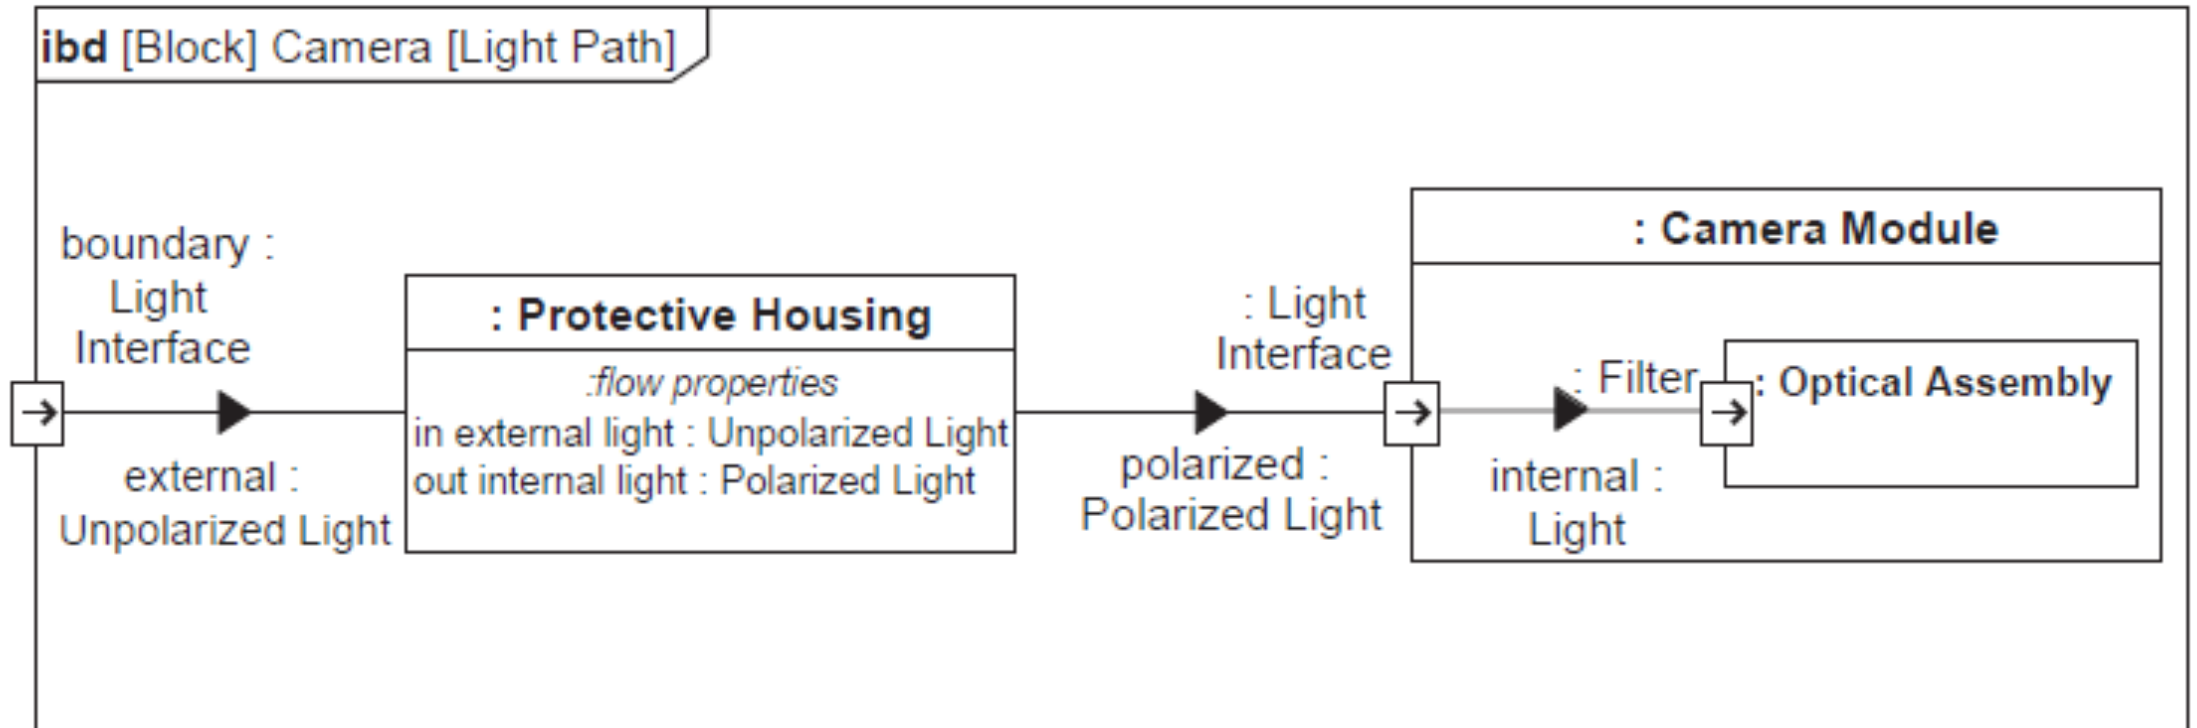 ibd [Block] Camera [Light Path]
boundary :
Light
Interface
external :
Unpolarized Light
: Protective Housing
:flow properties
in external light : Unpolarized Light
out internal light : Polarized Light
: Light
Interface
polarized :
Polarized Light
: Camera Module
: Filter
internal :
Light
: Optical Assembly